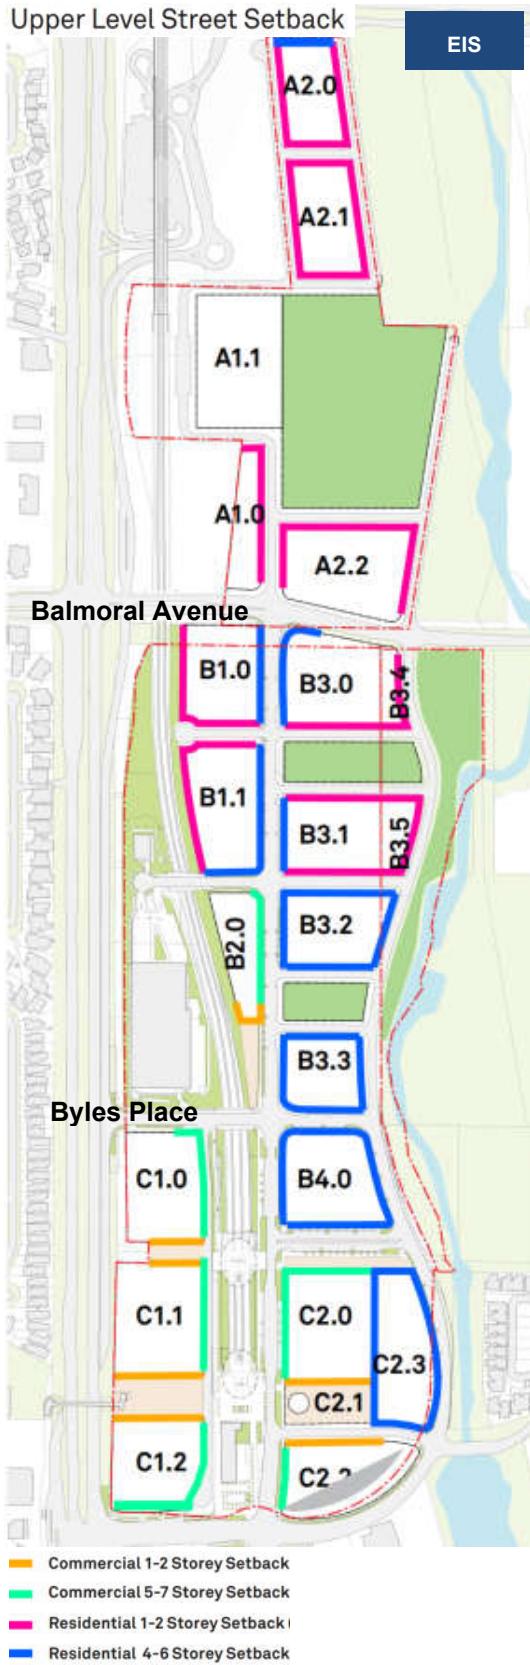 Upper Level Street Setback
EIS
A2.0
A2.1
A1.1
A1.0
A2.2
Balmoral Avenue
B1.0
B3.0
B3.4
B1.1
B3.1
B3.5
B2.0
B3.2
B3.3
Byles Place
C1.0
B4.0
C1.1
C2.0
C2.3
C2.1
C1.2
C2.2
Commercial 1-2 Storey Setback
Commercial 5-7 Storey Setback
Residential 1-2 Storey Setback
Residential 4-6 Storey Setback